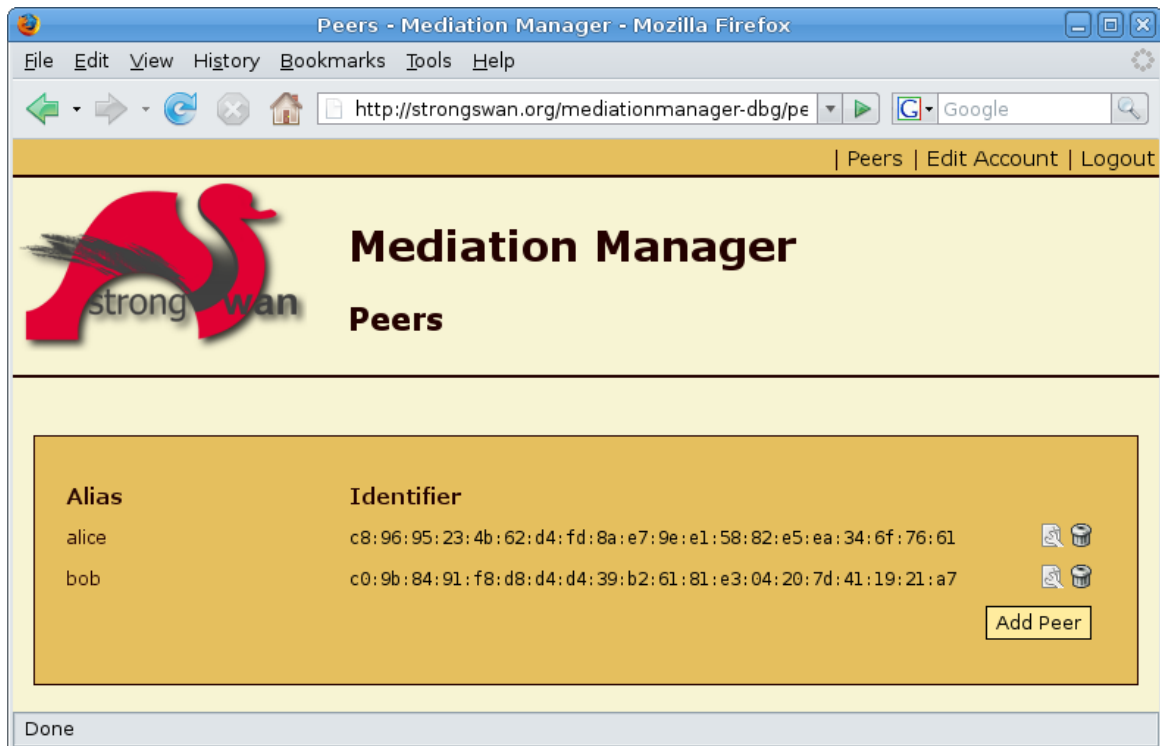 Peers - Mediation Manager - Mozilla Firefox
File Edit View History Bookmarks Tools Help
http://strongswan.org/mediationmanager-dbg/pe G Google
| Peers | Edit Account | Logout
strongswan
Mediation Manager
Peers
Alias Identifier
alice c8:96:95:23:4b:62:d4:fd:8a:e7:9e:e1:58:82:e5:ea:34:6f:76:61
bob c0:9b:84:91:f8:d8:d4:d4:39:b2:61:81:e3:04:20:7d:41:19:21:a7
Add Peer
Done